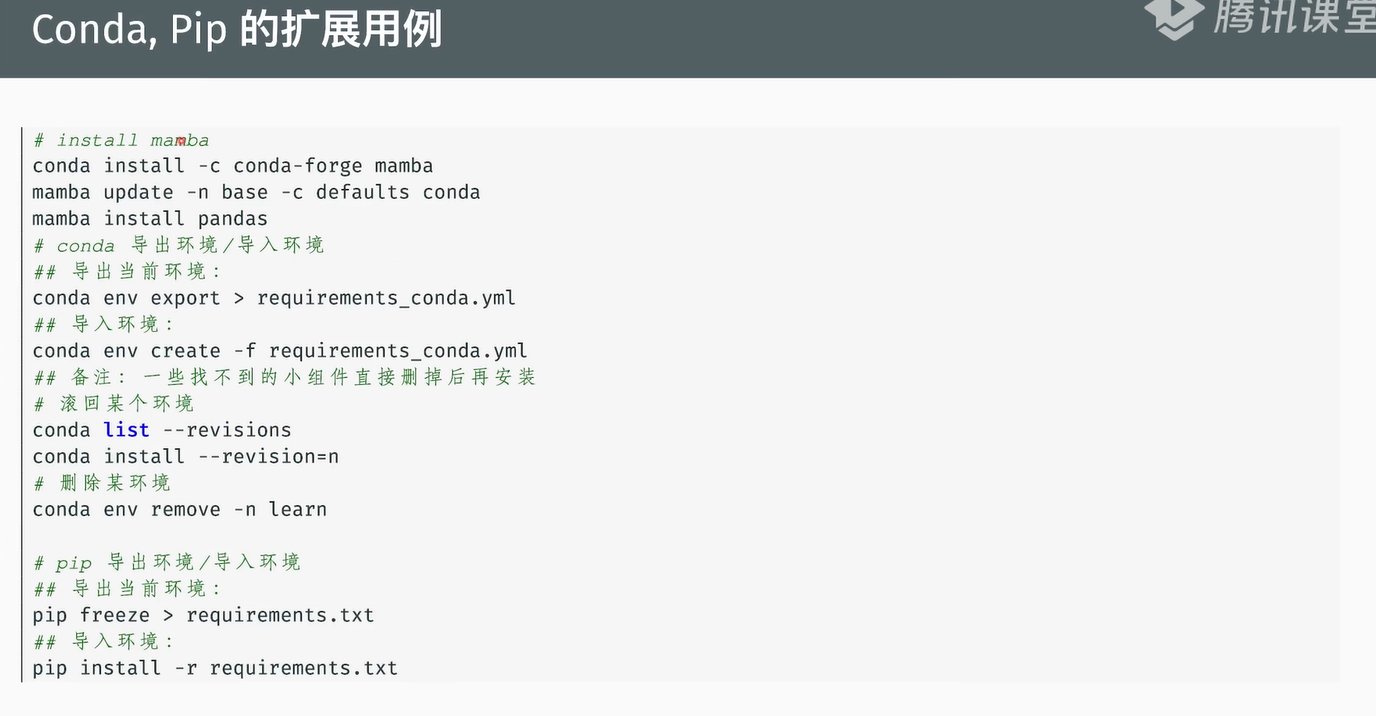 Conda, Pip 的扩展用例
腾讯课堂
# install mamba
conda install -c conda-forge mamba
mamba update -n base -c defaults conda
mamba install pandas
# conda 导出环境/导入环境
## 导出当前环境:
conda env export > requirements_conda.yml
## 导入环境:
conda env create -f requirements_conda.yml
## 备注: 一些找不到的小组件直接删掉后再安装
# 滚回某个环境
conda list --revisions
conda install --revision=n
# 删除某环境
conda env remove -n learn
# pip 导出环境/导入环境
## 导出当前环境:
pip freeze > requirements.txt
## 导入环境:
pip install -r requirements.txt